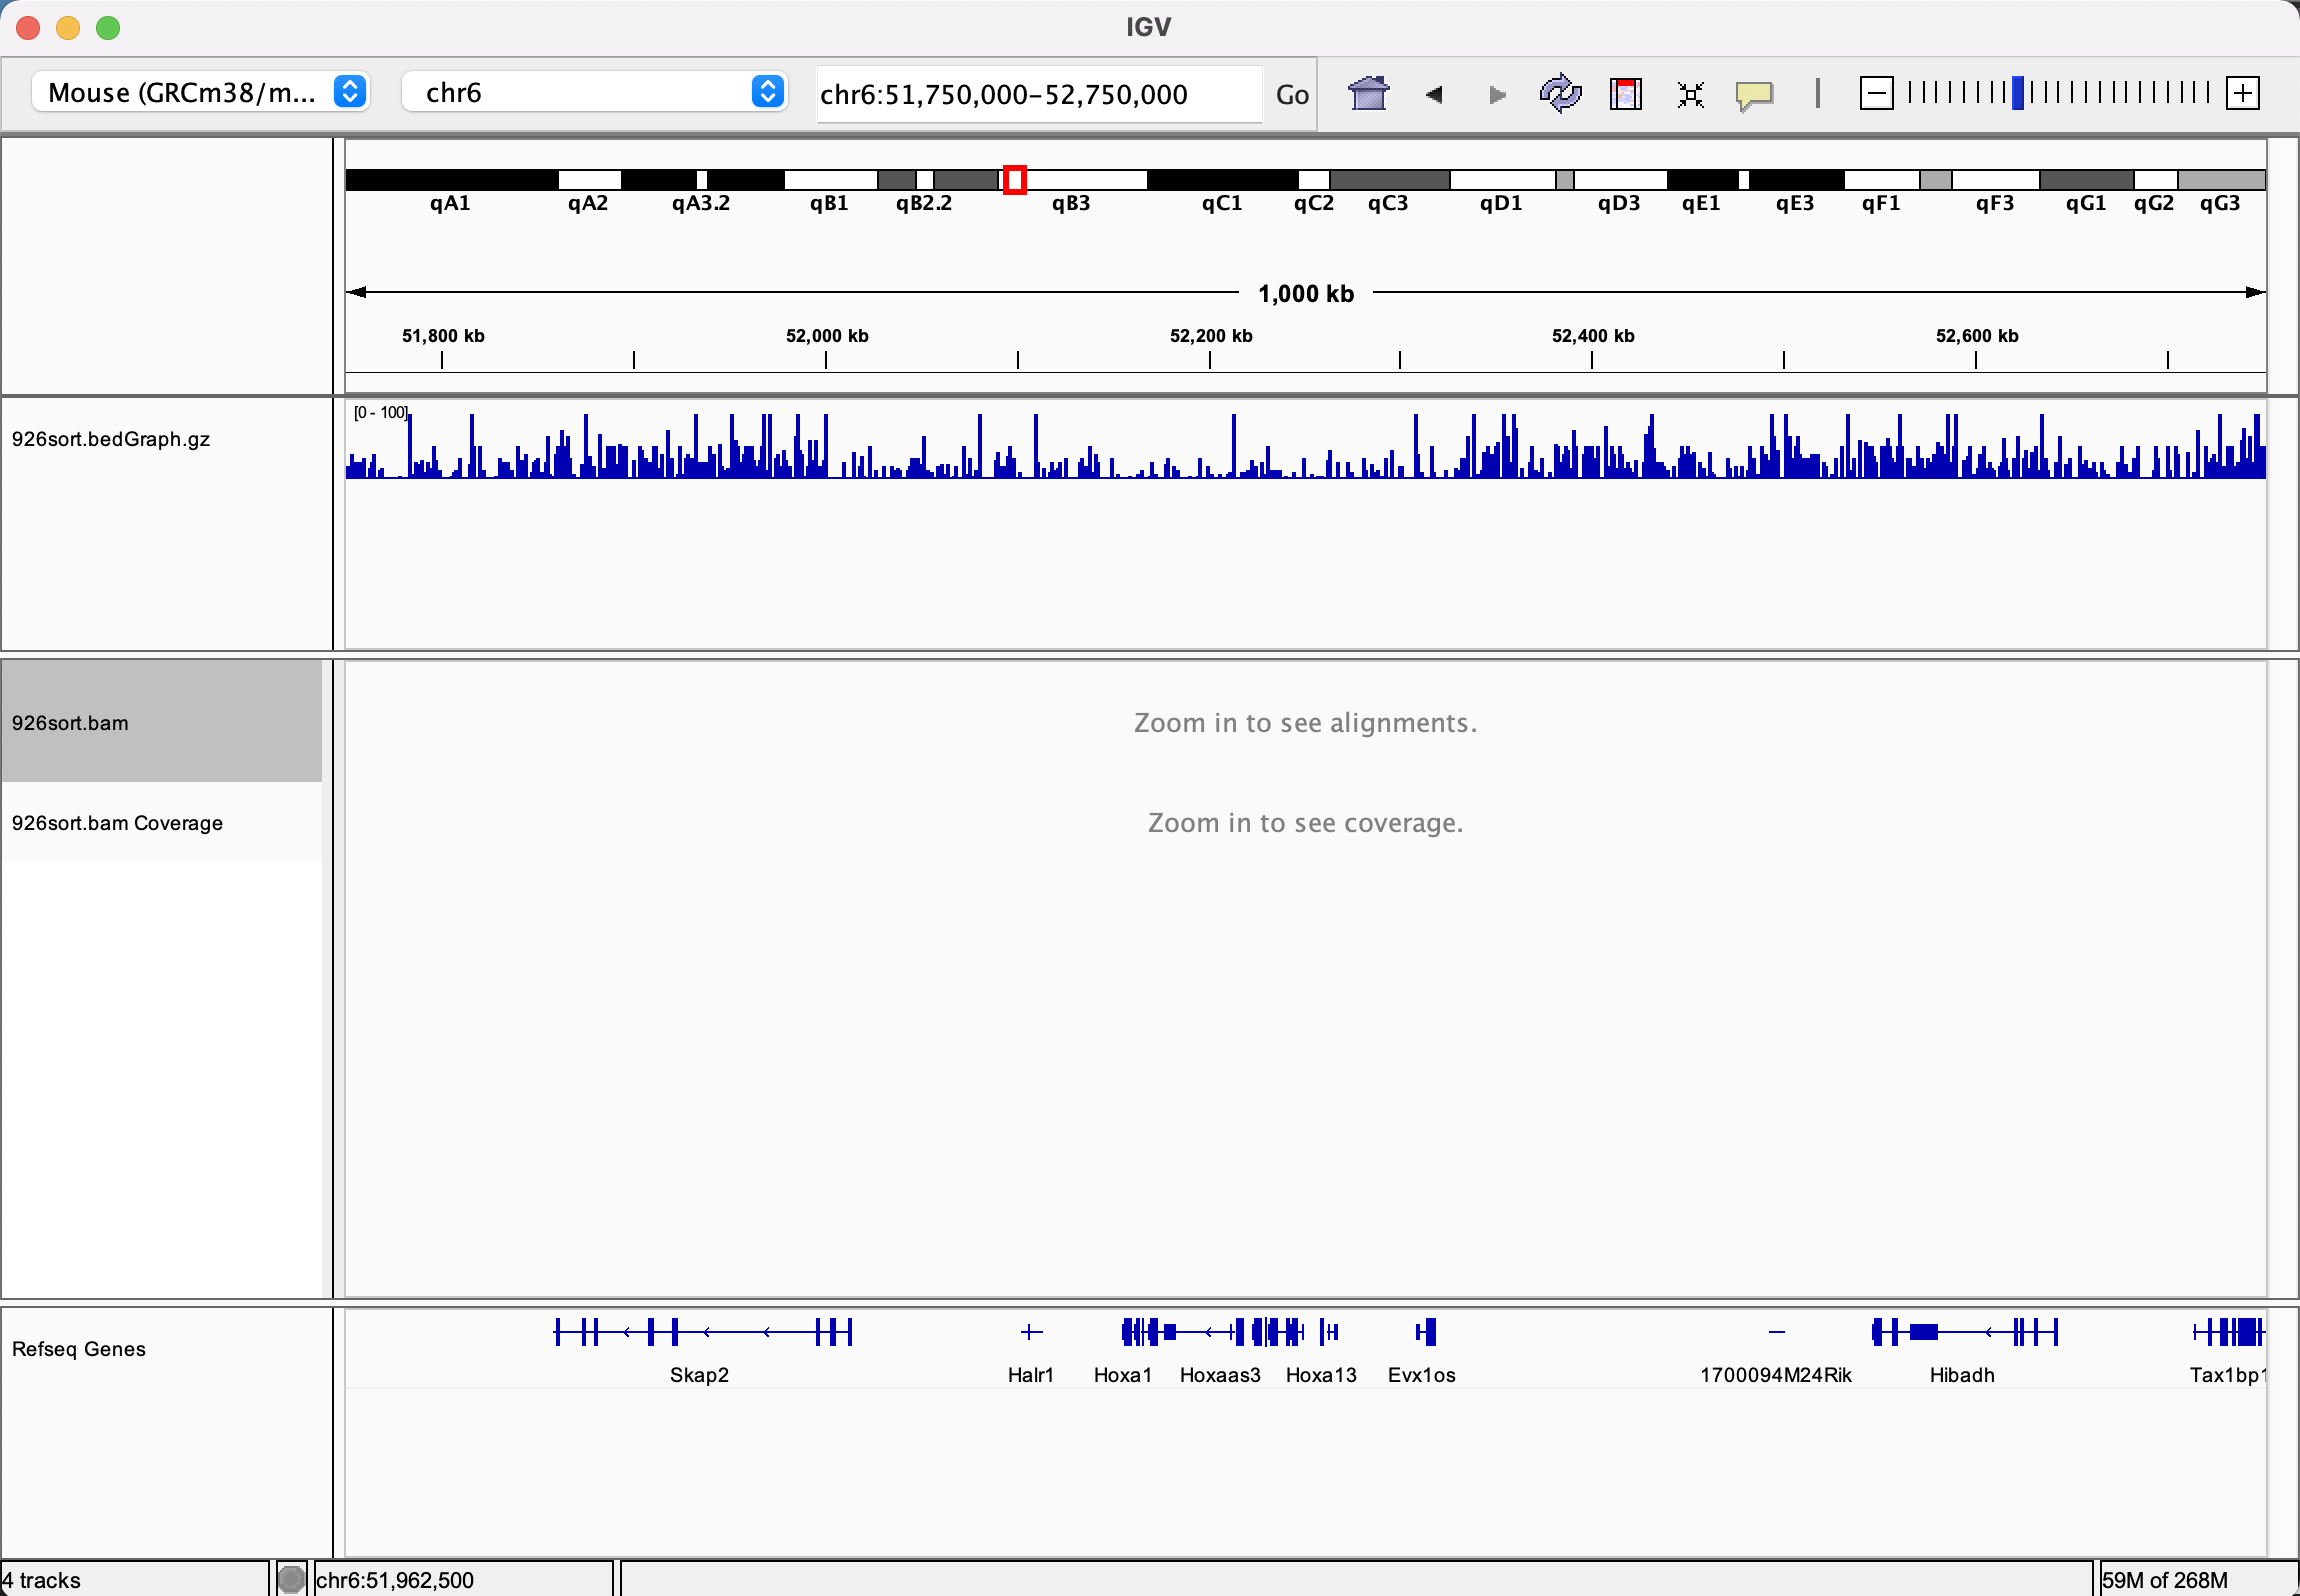 IGV
Mouse (GRCm38/m... chr6 chr6:51,750,000-52,750,000 Go
qA1 qA2 qA3.2 qB1 qB2.2 qB3 qC1 qC2 qC3 qD1 qD3 qE1 qE3 qF1 qF3 qG1 qG2 qG3
1,000 kb
51,800 kb 52,000 kb 52,200 kb 52,400 kb 52,600 kb
[0 - 100]
926sort.bedGraph.gz
926sort.bam Zoom in to see alignments.
926sort.bam Coverage Zoom in to see coverage.
Refseq Genes
Skap2 Halr1 Hoxa1 Hoxaas3 Hoxa13 Evx1os 1700094M24Rik Hibadh Tax1bp1
4 tracks chr6:51,962,500 59M of 268M